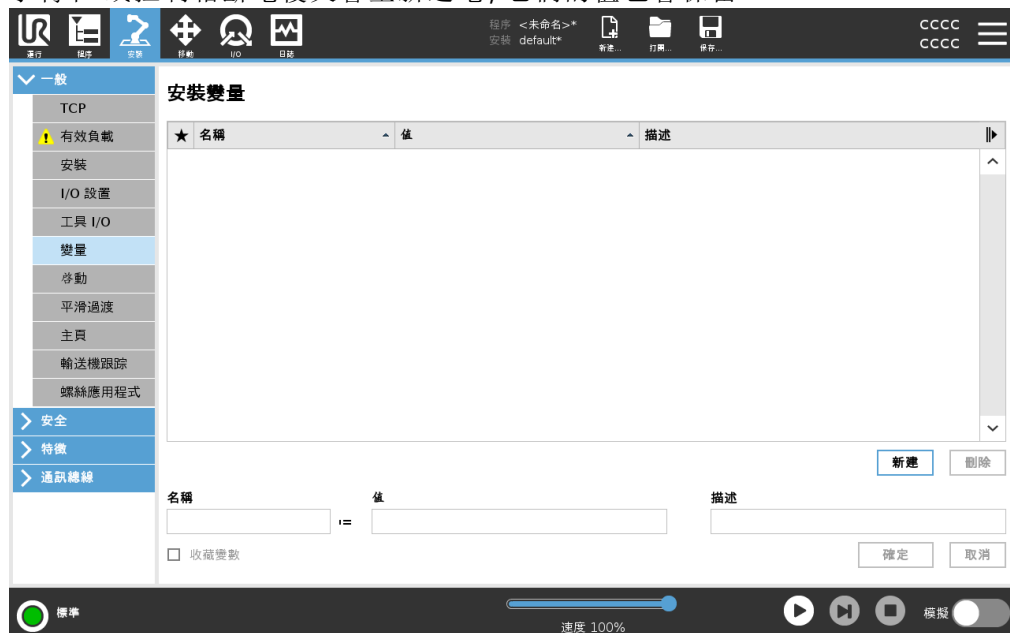 UR
運行
程序
安裝
移動
I/O
日誌
程序 <未命名>*
安裝 default*
新建...
打開...
保存...
CCCC
CCCC
一般
TCP
有效負載
安裝
I/O 設置
工具 I/O
變量
啓動
平滑過渡
主頁
輸送機跟踪
螺絲應用程式
安全
特徵
通訊總線
安裝變量
★ 名稱 值 描述
新建 刪除
名稱 值 描述
:=
收藏變數
確定 取消
標準
速度 100%
模擬